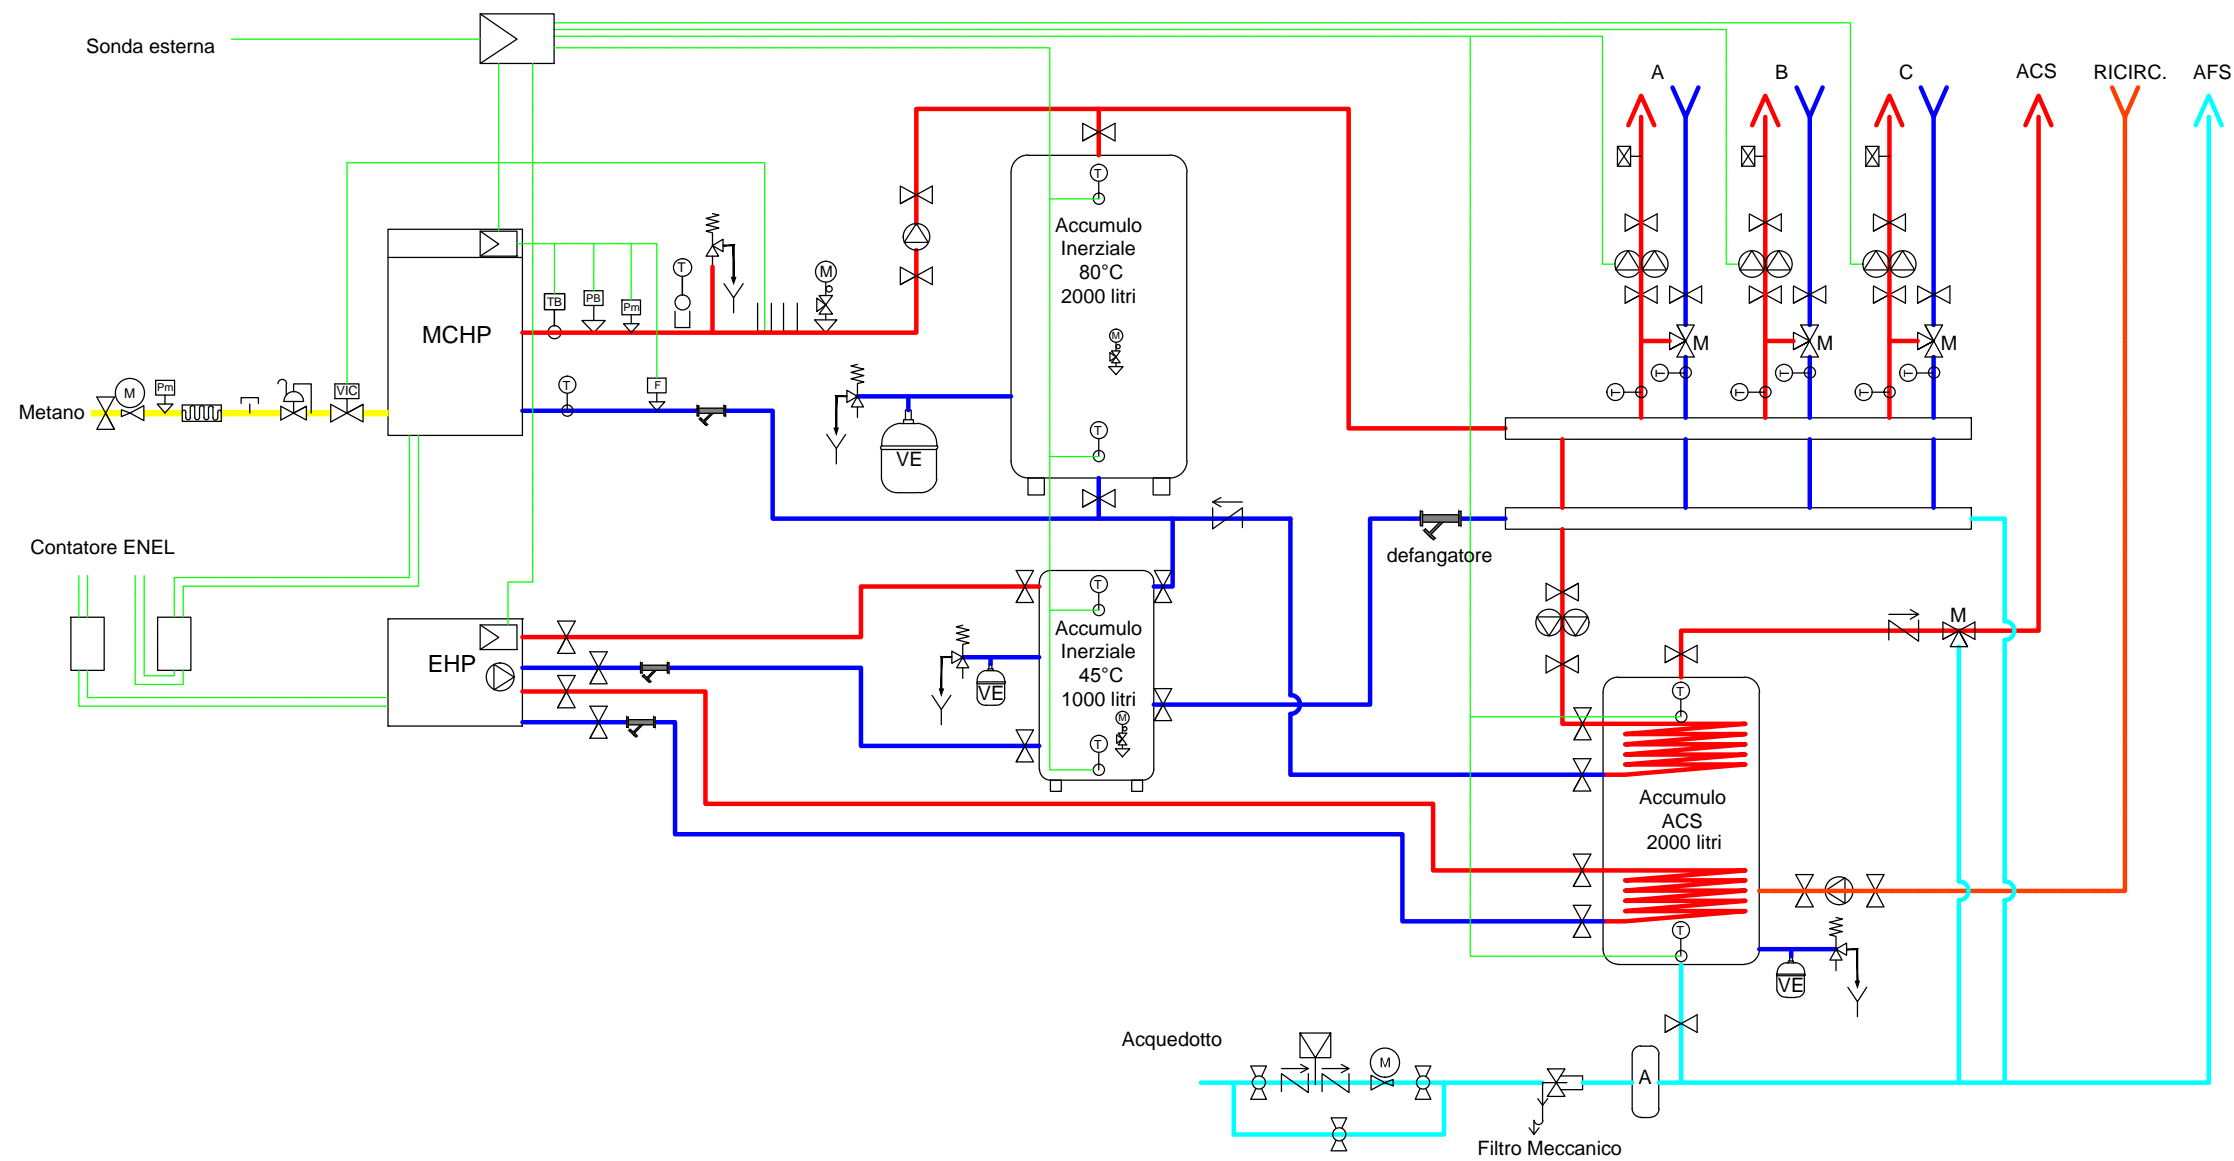 Sonda esterna
A
B
C
ACS
RICIRC.
AFS
T
Accumulo
Inerziale
80°C
2000 litri
M
T
MCHP
TB
PB
Pm
T
M
T
F
VE
Metano
M
Pm
VIC
M
M
M
T
T
T
T
T
T
Contatore ENEL
defangatore
EHP
T
Accumulo
Inerziale
45°C
1000 litri
M
T
VE
M
T
Accumulo
ACS
2000 litri
T
VE
Acquedotto
M
A
Filtro Meccanico